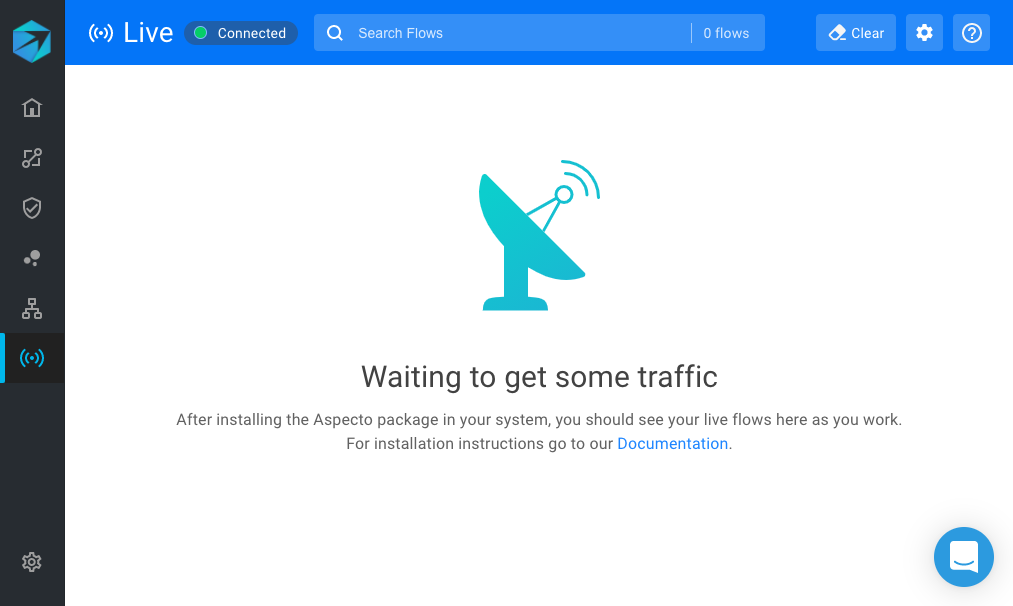 Live
Connected
Search Flows
0 flows
Clear
Waiting to get some traffic
After installing the Aspecto package in your system, you should see your live flows here as you work.
For installation instructions go to our Documentation.